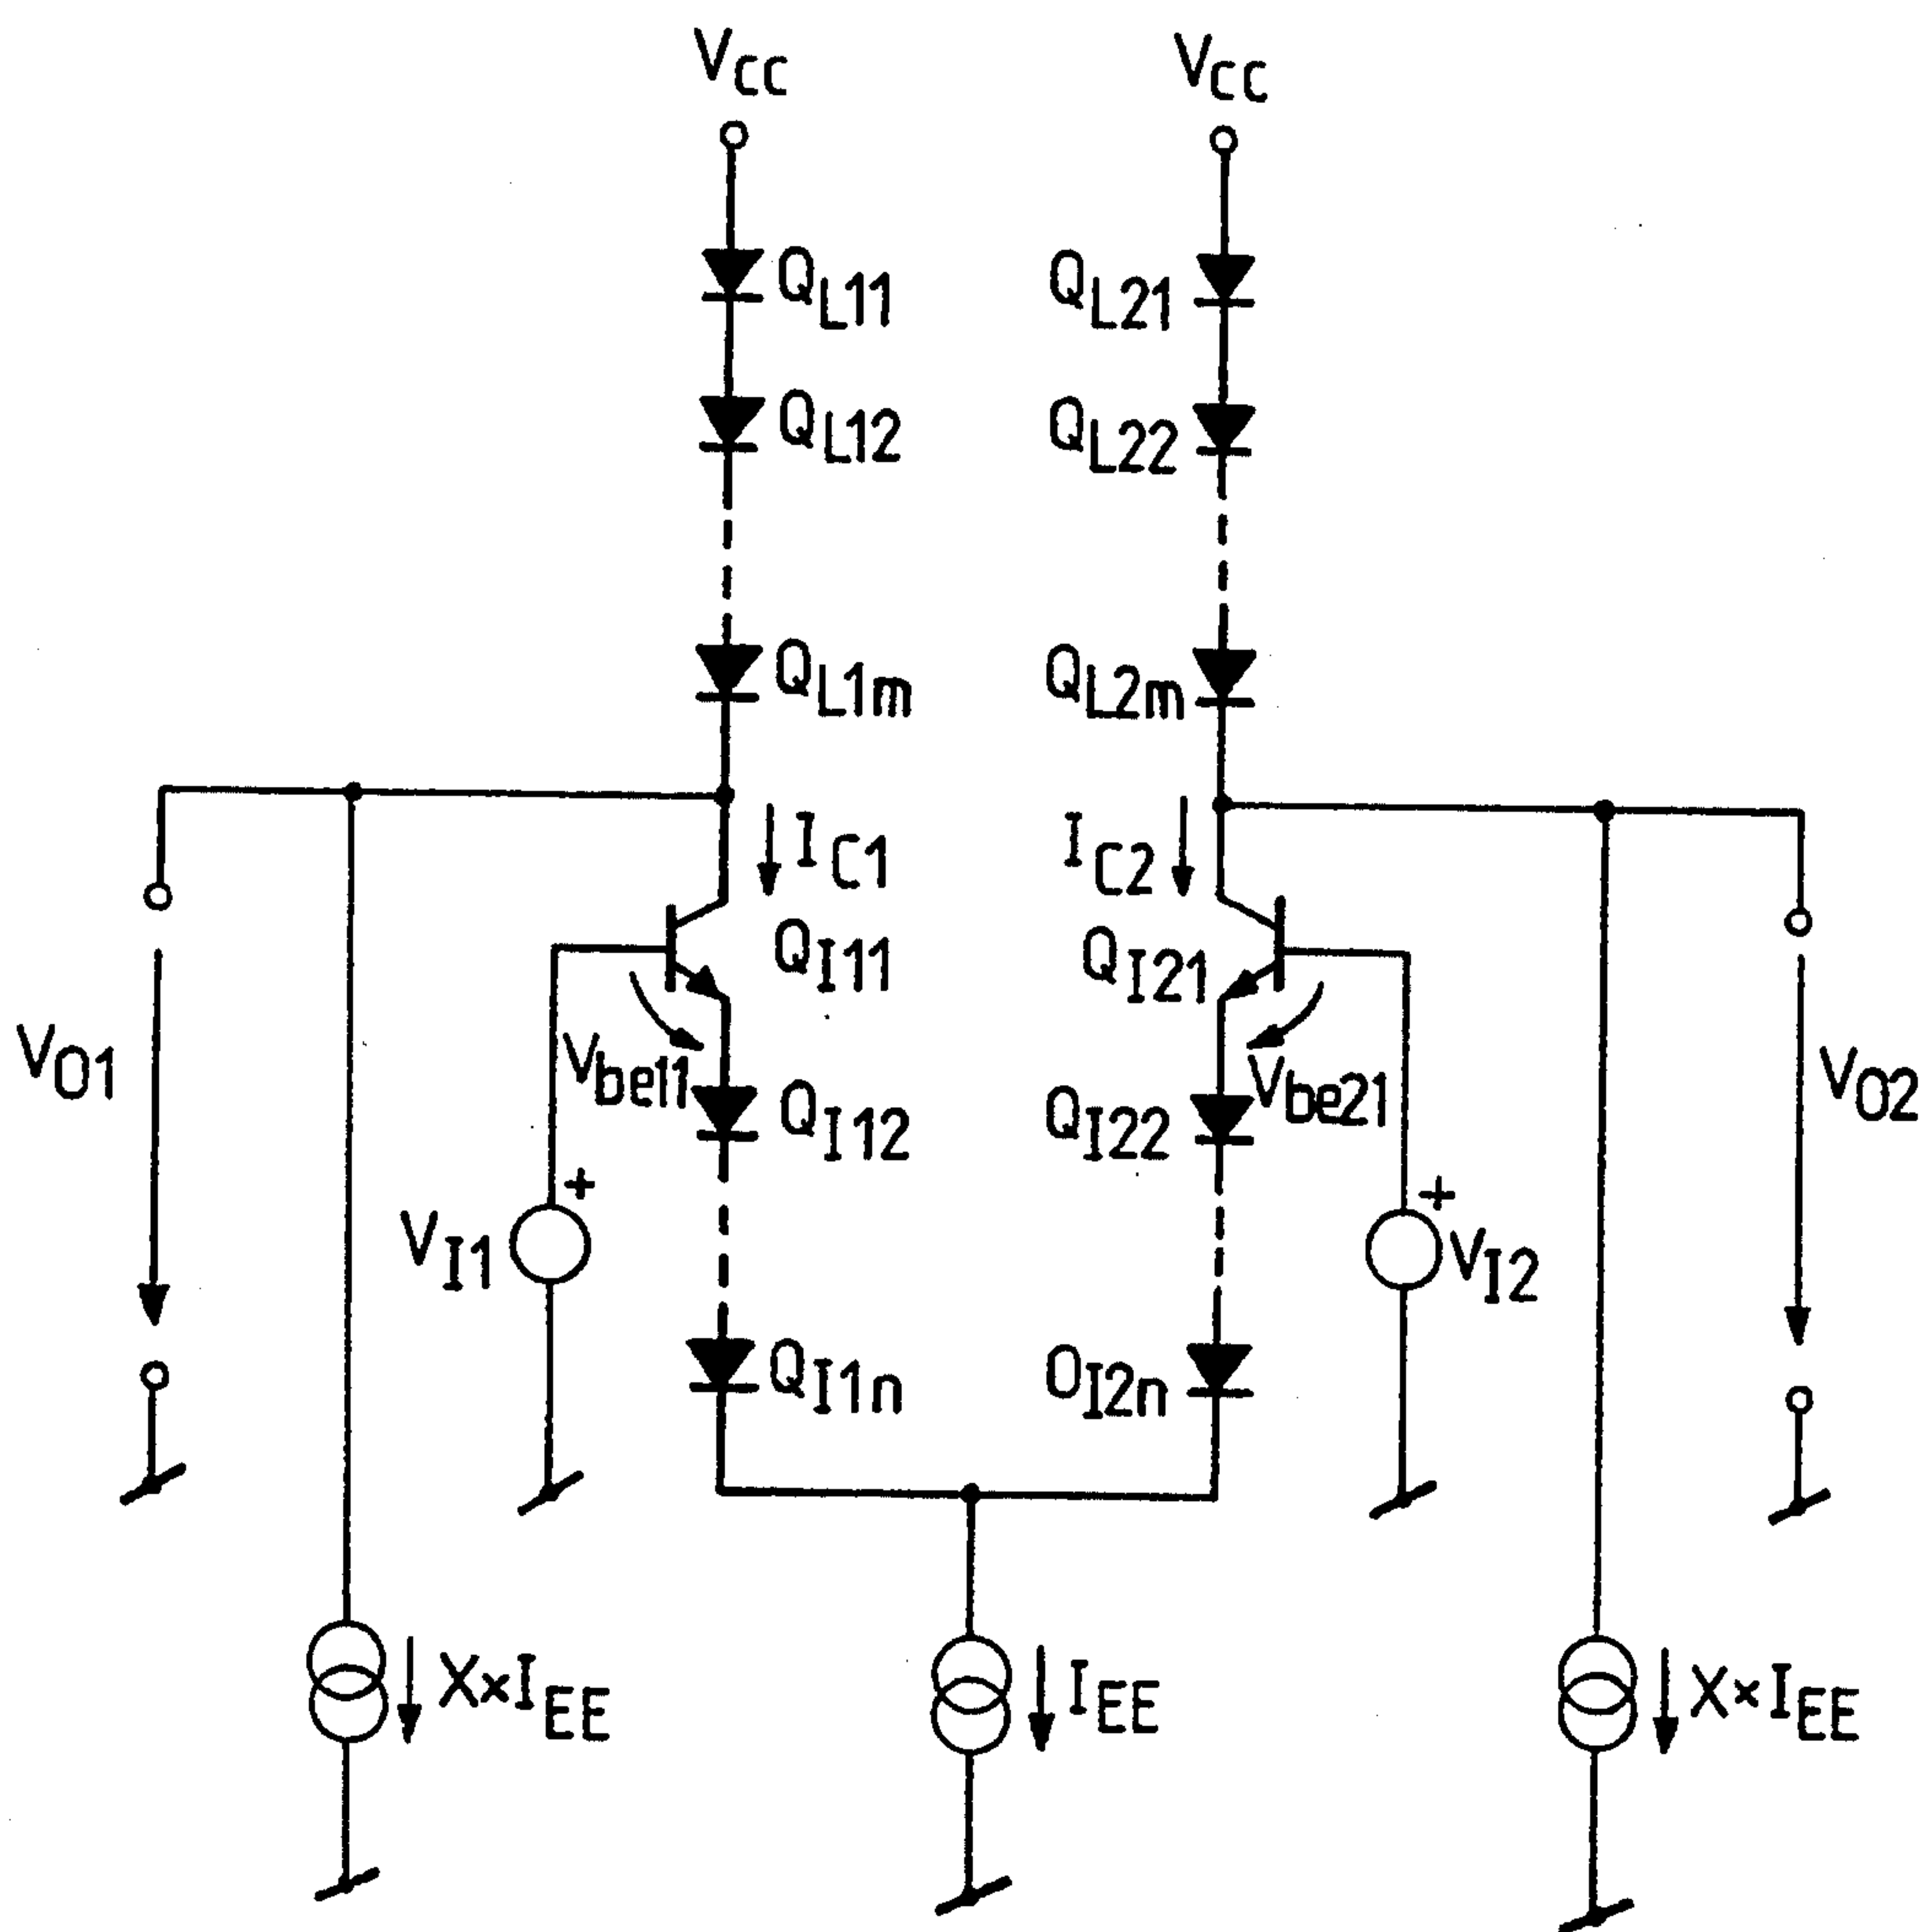 VCC VCC
QL11 QL21
QL12 QL22
QL1m QL2m
IC1 IC2
QI11 QI21
VO1 Vbe11 Vbe21 VO2
QI12 QI22
+ +
VI1 VI2
QI1n OI2n
X×IEE IEE X×IEE